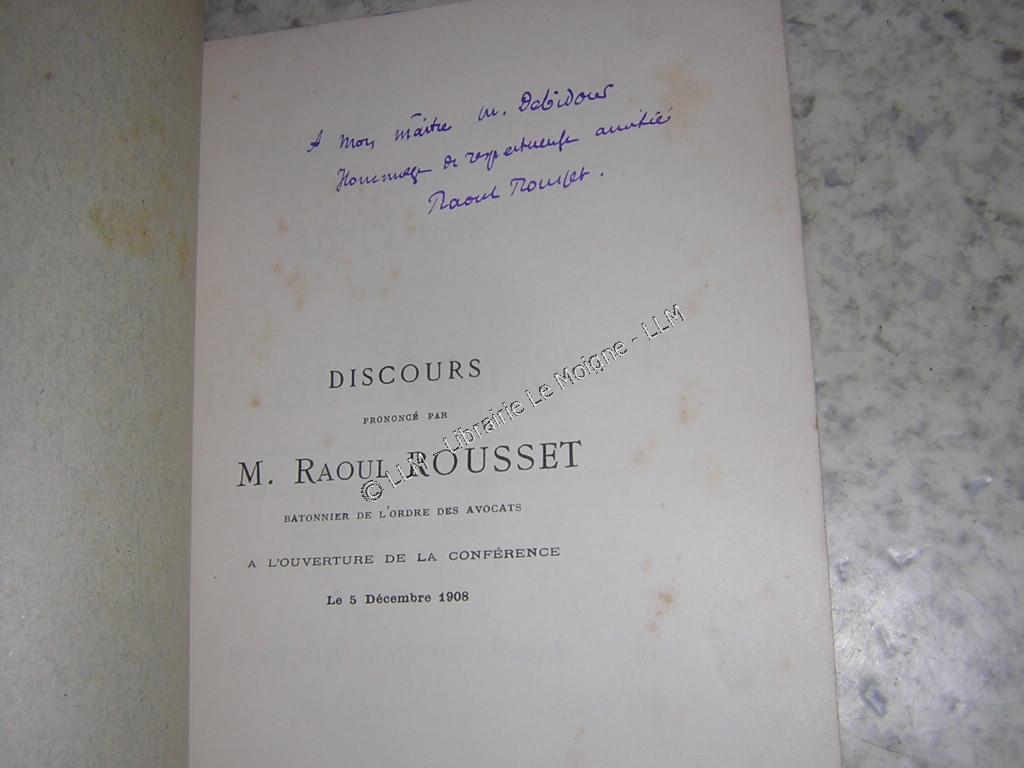 A mon maître M. Debidour
Hommage de respectueuse amitié
Raoul Rousset.
DISCOURS
PRONONCÉ PAR
M. RAOUL ROUSSET
BATONNIER DE L'ORDRE DES AVOCATS
A L'OUVERTURE DE LA CONFÉRENCE
Le 5 Décembre 1908
© LLM - Librairie Le Moigne - LLM